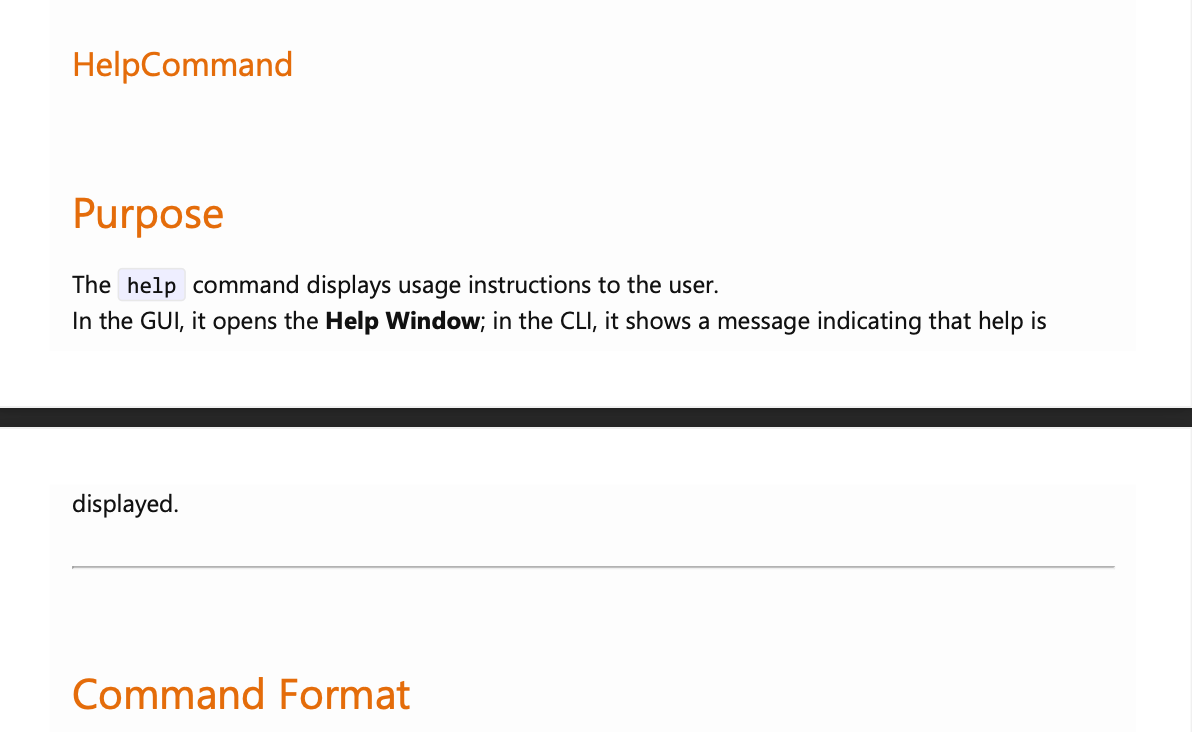 HelpCommand
Purpose
The help command displays usage instructions to the user.
In the GUI, it opens the Help Window; in the CLI, it shows a message indicating that help is
displayed.
Command Format